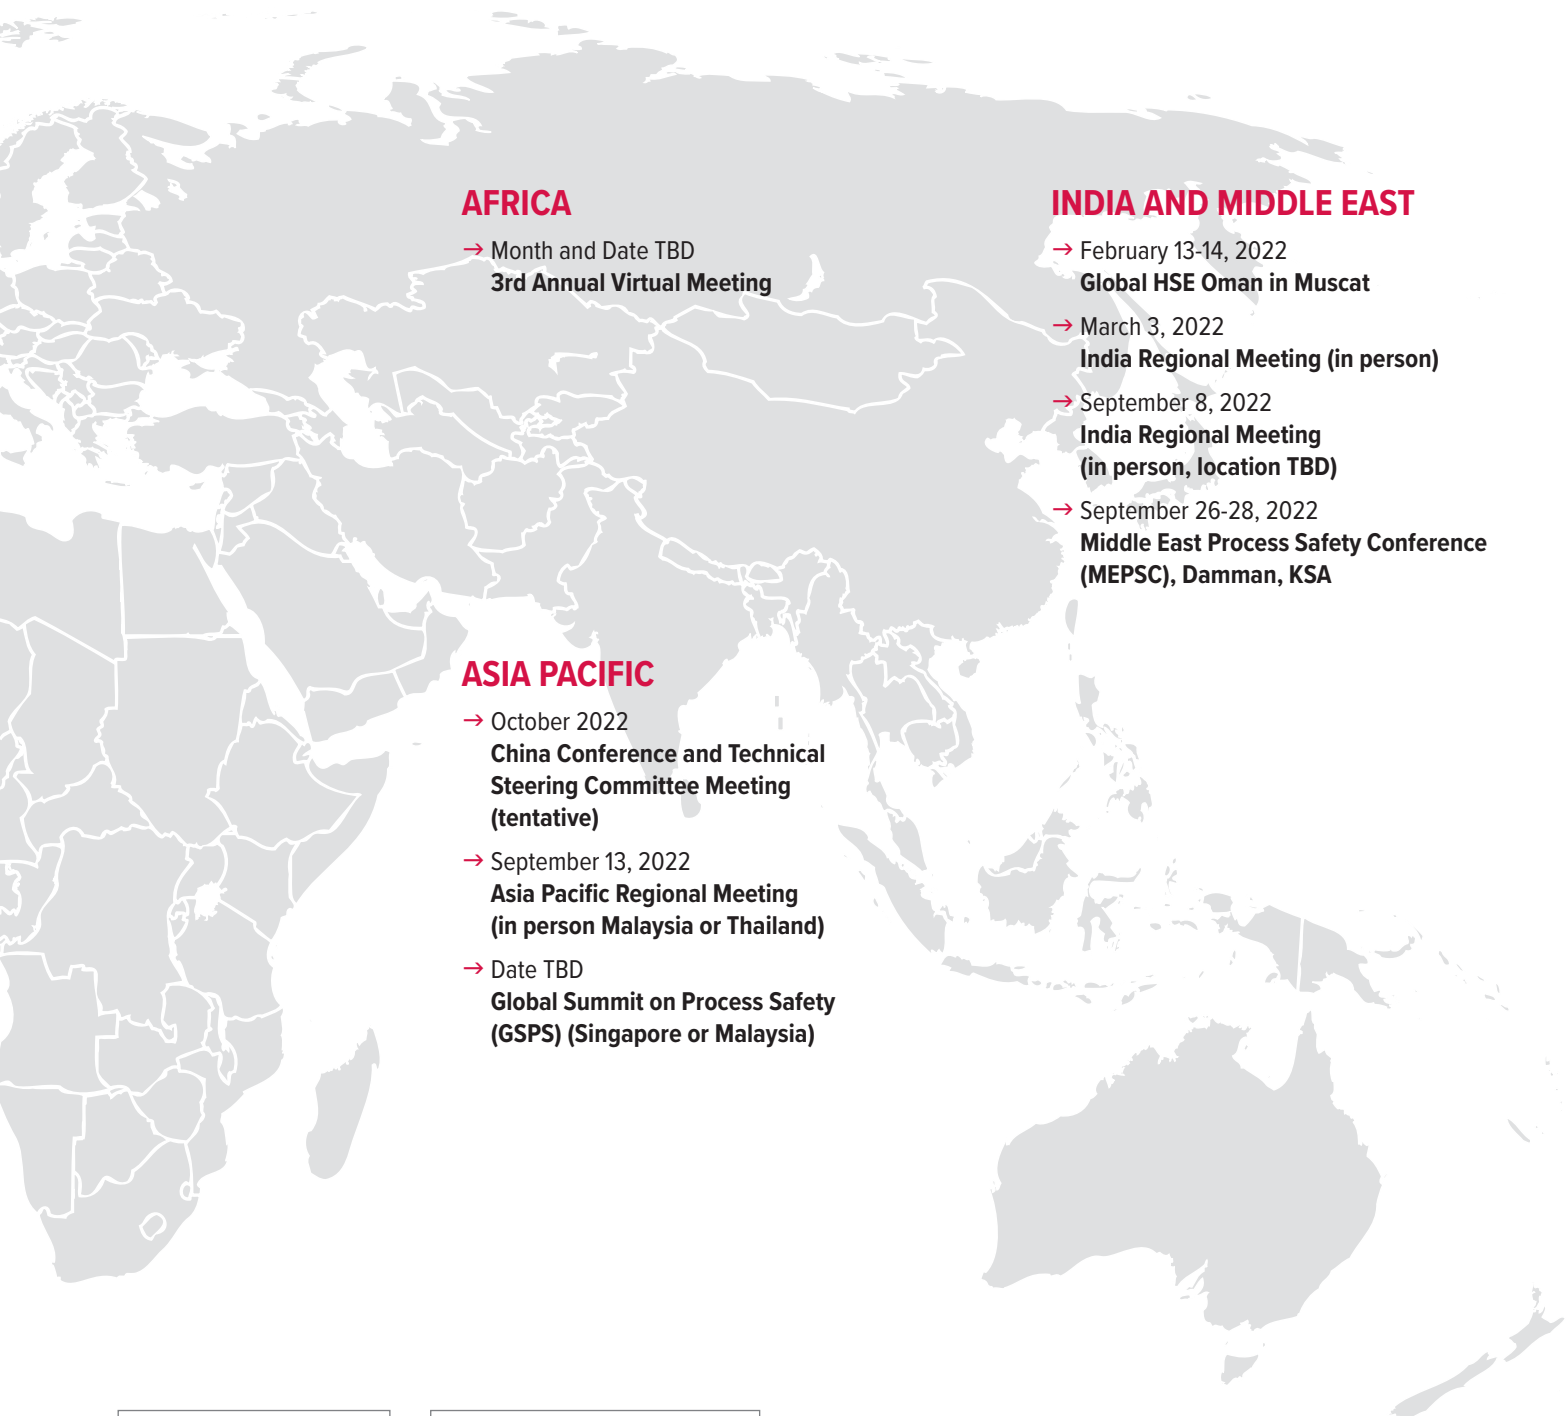 AFRICA
→ Month and Date TBD
3rd Annual Virtual Meeting
ASIA PACIFIC
→ October 2022
China Conference and Technical
Steering Committee Meeting
(tentative)
→ September 13, 2022
Asia Pacific Regional Meeting
(in person Malaysia or Thailand)
→ Date TBD
Global Summit on Process Safety
(GSPS) (Singapore or Malaysia)
INDIA AND MIDDLE EAST
→ February 13-14, 2022
Global HSE Oman in Muscat
→ March 3, 2022
India Regional Meeting (in person)
→ September 8, 2022
India Regional Meeting
(in person, location TBD)
→ September 26-28, 2022
Middle East Process Safety Conference
(MEPSC), Damman, KSA